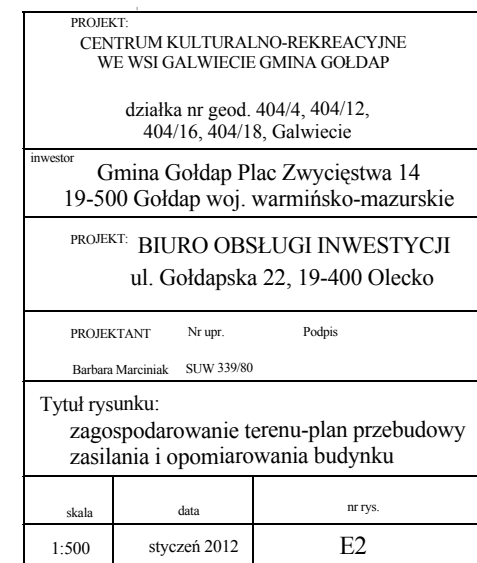 PROJEKT:
CENTRUM KULTURALNO-REKREACYJNE
WE WSI GALWIECIE GMINA GOŁDAP
działka nr geod. 404/4, 404/12,
404/16, 404/18, Galwiecie
inwestor
Gmina Gołdap Plac Zwycięstwa 14
19-500 Gołdap woj. warmińsko-mazurskie
PROJEKT: BIURO OBSŁUGI INWESTYCJI
ul. Gołdapska 22, 19-400 Olecko
PROJEKTANT Nr upr. Podpis
Barbara Marciniak SUW 339/80
Tytuł rysunku:
zagospodarowanie terenu-plan przebudowy
zasilania i opomiarowania budynku
skala data nr rys.
1:500 styczeń 2012 E2